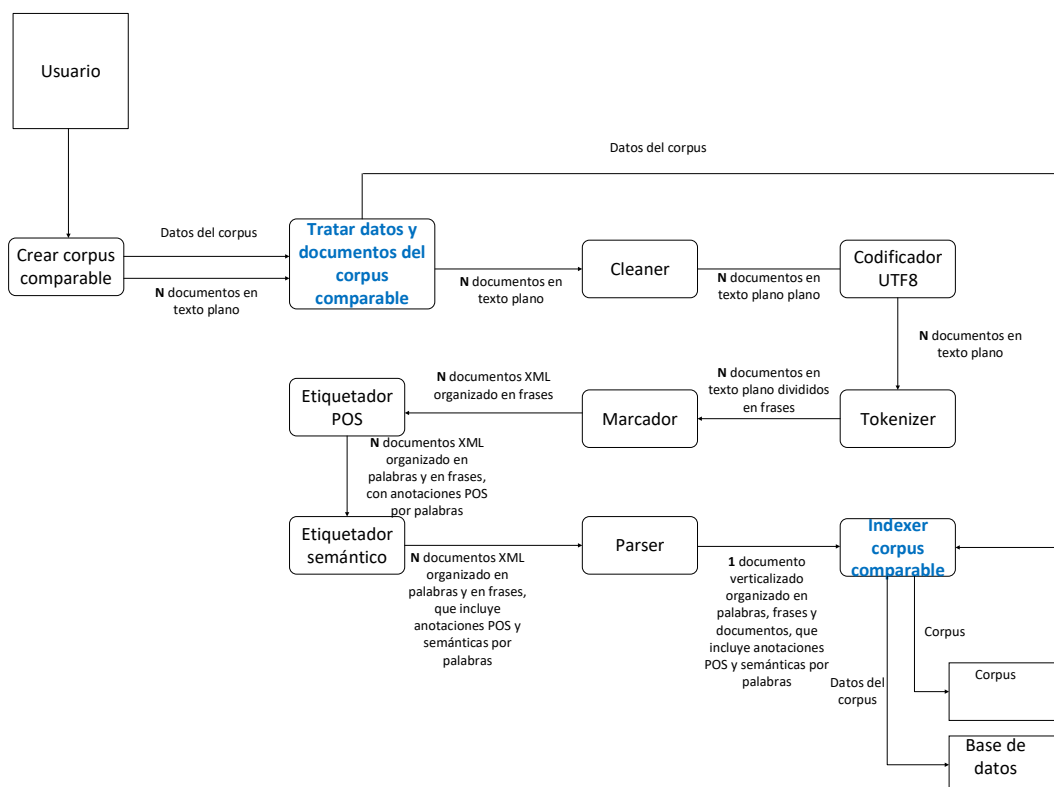 Usuario
Datos del corpus
Crear corpus
comparable
Datos del corpus
N documentos en
texto plano
Tratar datos y
documentos del
corpus
comparable
N documentos en
texto plano
Cleaner
N documentos en
texto plano plano
Codificador
UTF8
N documentos en
texto plano
Tokenizer
N documentos en
texto plano divididos
en frases
Marcador
N documentos XML
organizado en frases
Etiquetador
POS
N documentos XML
organizado en
palabras y en frases,
con anotaciones POS
por palabras
Etiquetador
semántico
N documentos XML
organizado en
palabras y en frases,
que incluye
anotaciones POS y
semánticas por
palabras
Parser
1 documento
verticalizado
organizado en
palabras, frases y
documentos, que
incluye anotaciones
POS y semánticas por
palabras
Indexer
corpus
comparable
Corpus
Datos del
corpus
Corpus
Base de
datos